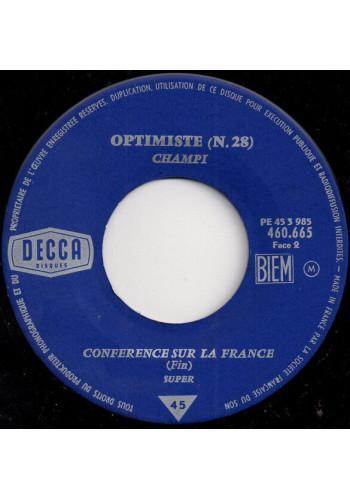 TOUS DROITS DU PRODUCTEUR PHONOGRAPHIQUE ET DU PROPRIETAIRE DE L'ŒUVRE ENREGISTREE RESERVES. DUPLICATION, UTILISATION DE CE DISQUE POUR EXECUTION PUBLIQUE ET RADIODIFFUSION INTERDITES. - MADE IN FRANCE PAR LA SOCIETE FRANÇAISE DU SON
OPTIMISTE (N. 28)
CHAMPI
PE 45 3 985
460.665
Face 2
DECCA
DISQUES
BIEM
M
CONFERENCE SUR LA FRANCE
(Fin)
SUPER
45